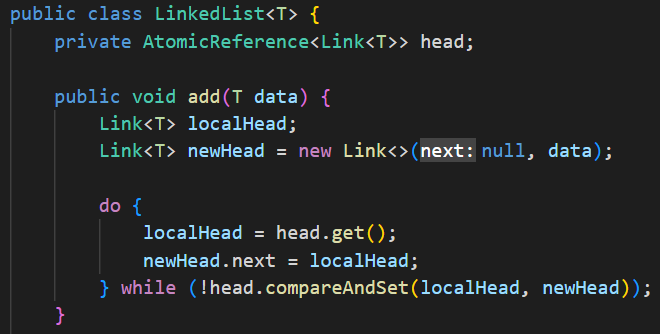 public class LinkedList<T> {
private AtomicReference<Link<T>> head;
public void add(T data) {
Link<T> localHead;
Link<T> newHead = new Link<>(next: null, data);
do {
localHead = head.get();
newHead.next = localHead;
} while (!head.compareAndSet(localHead, newHead));
}